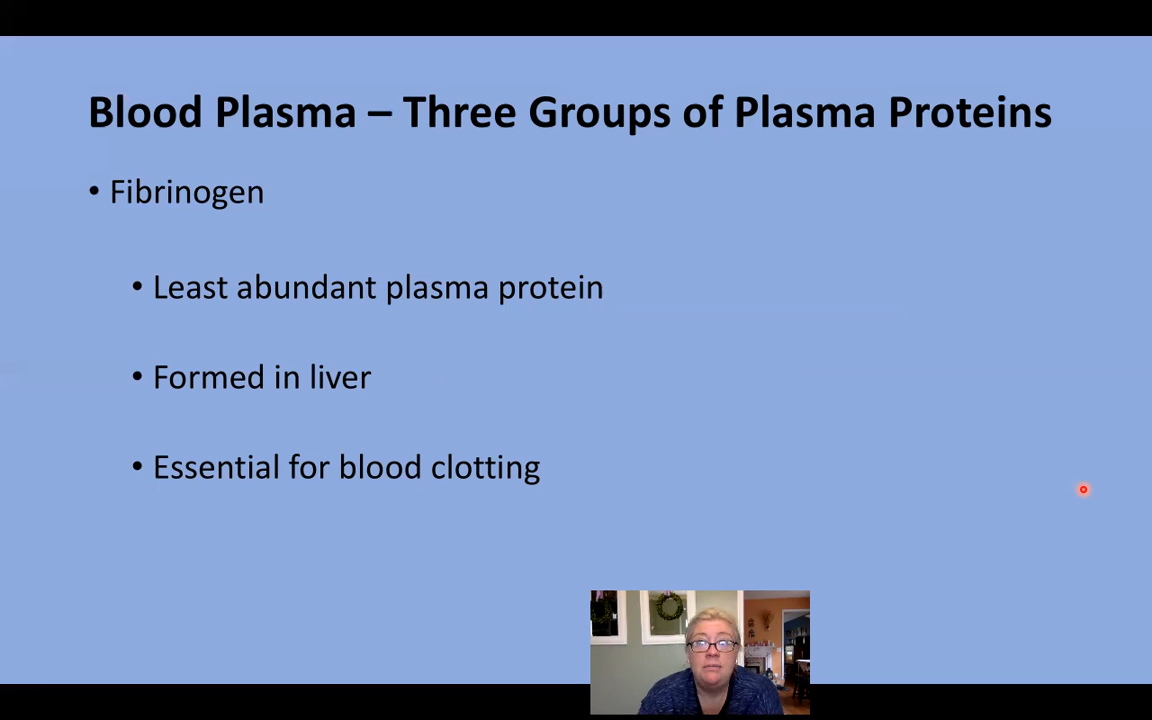 Blood Plasma – Three Groups of Plasma Proteins
• Fibrinogen
• Least abundant plasma protein
• Formed in liver
• Essential for blood clotting